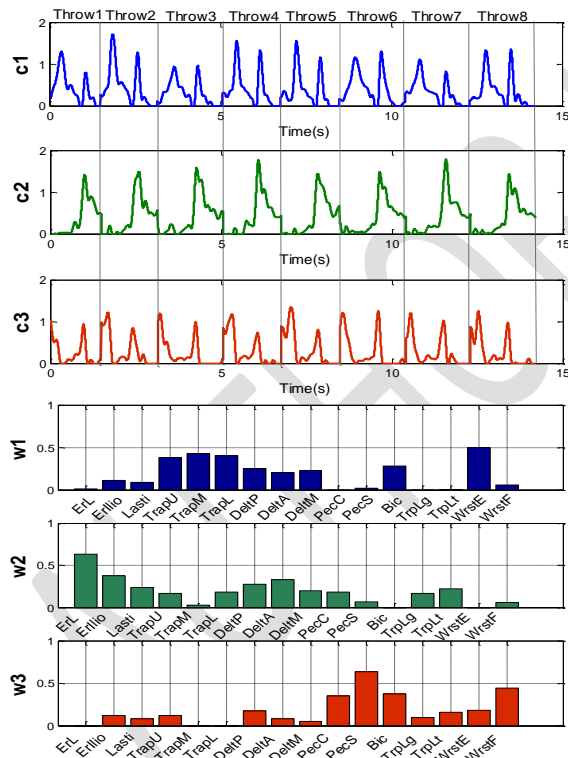 Throw1 Throw2 Throw3 Throw4 Throw5 Throw6 Throw7 Throw8
c1
2
1
0
0 5 10 15
Time(s)
c2
2
1
0
0 5 10 15
Time(s)
c3
2
1
0
0 5 10 15
Time(s)
w1
1
0.5
0
ErL ErIlio Lasti TrapU TrapM TrapL DeltP DeltA DeltM PecC PecS Bic TrpLg TrpLt WrstE WrstF
w2
1
0.5
0
ErL ErIlio Lasti TrapU TrapM TrapL DeltP DeltA DeltM PecC PecS Bic TrpLg TrpLt WrstE WrstF
w3
1
0.5
0
ErL ErIlio Lasti TrapU TrapM TrapL DeltP DeltA DeltM PecC PecS Bic TrpLg TrpLt WrstE WrstF